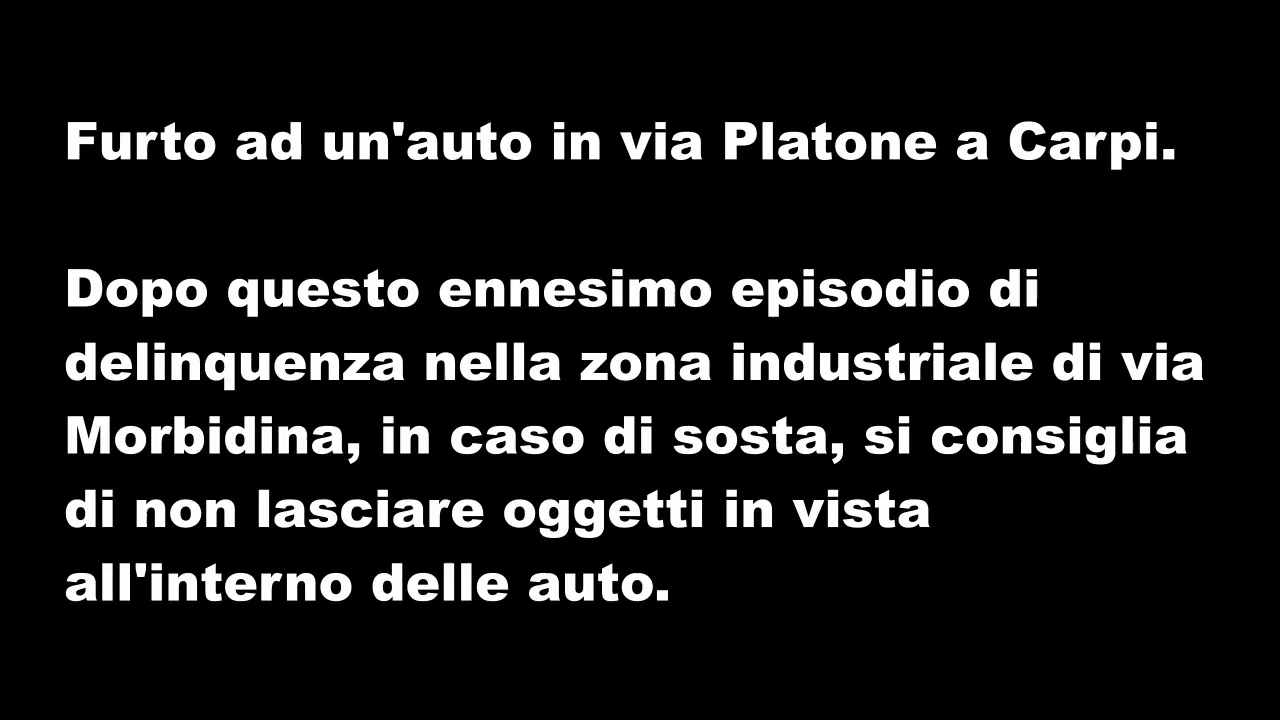 Furto ad un'auto in via Platone a Carpi.
Dopo questo ennesimo episodio di
delinquenza nella zona industriale di via
Morbidina, in caso di sosta, si consiglia
di non lasciare oggetti in vista
all'interno delle auto.